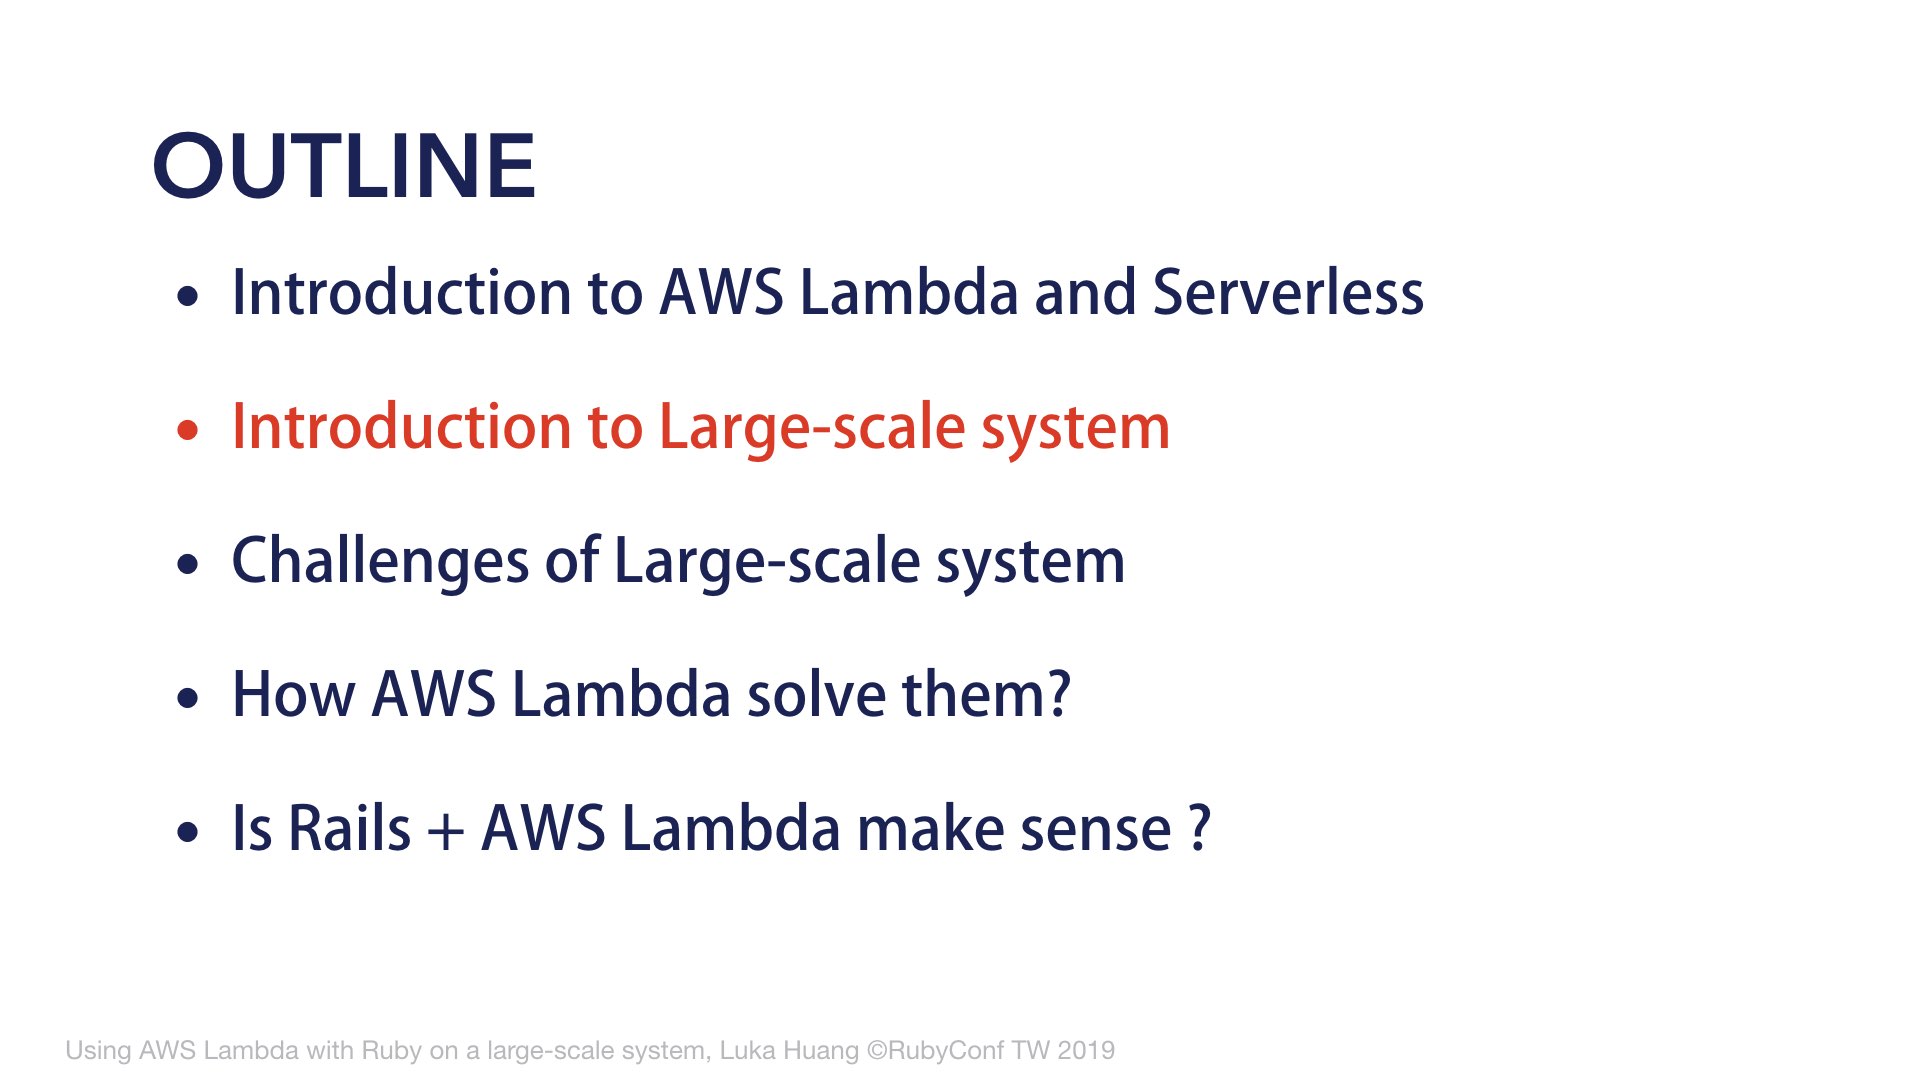 OUTLINE
• Introduction to AWS Lambda and Serverless
• Introduction to Large-scale system
• Challenges of Large-scale system
• How AWS Lambda solve them?
• Is Rails + AWS Lambda make sense ?
Using AWS Lambda with Ruby on a large-scale system, Luka Huang ©RubyConf TW 2019